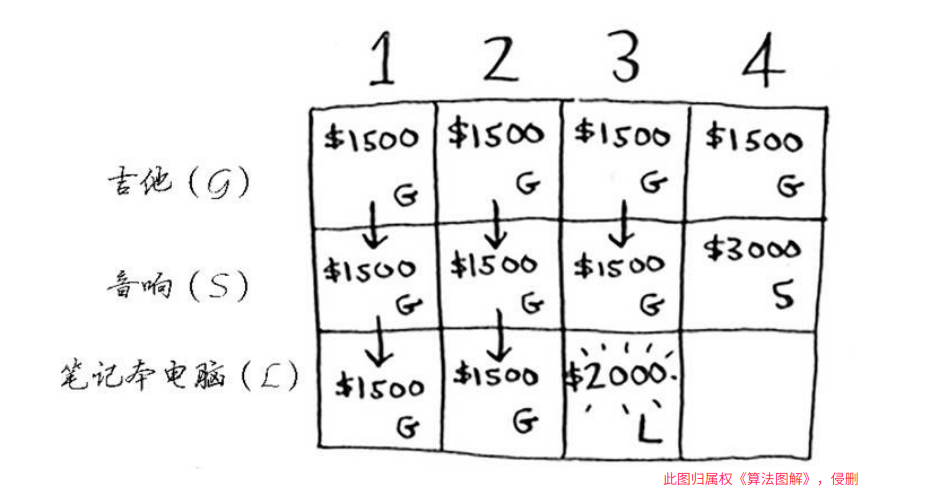 1 2 3 4
吉他(G) $1500 G $1500 G $1500 G $1500 G
音响(S) $1500 G $1500 G $1500 G $3000 S
笔记本电脑(L) $1500 G $1500 G $2000 L
此图归属权《算法图解》，侵删